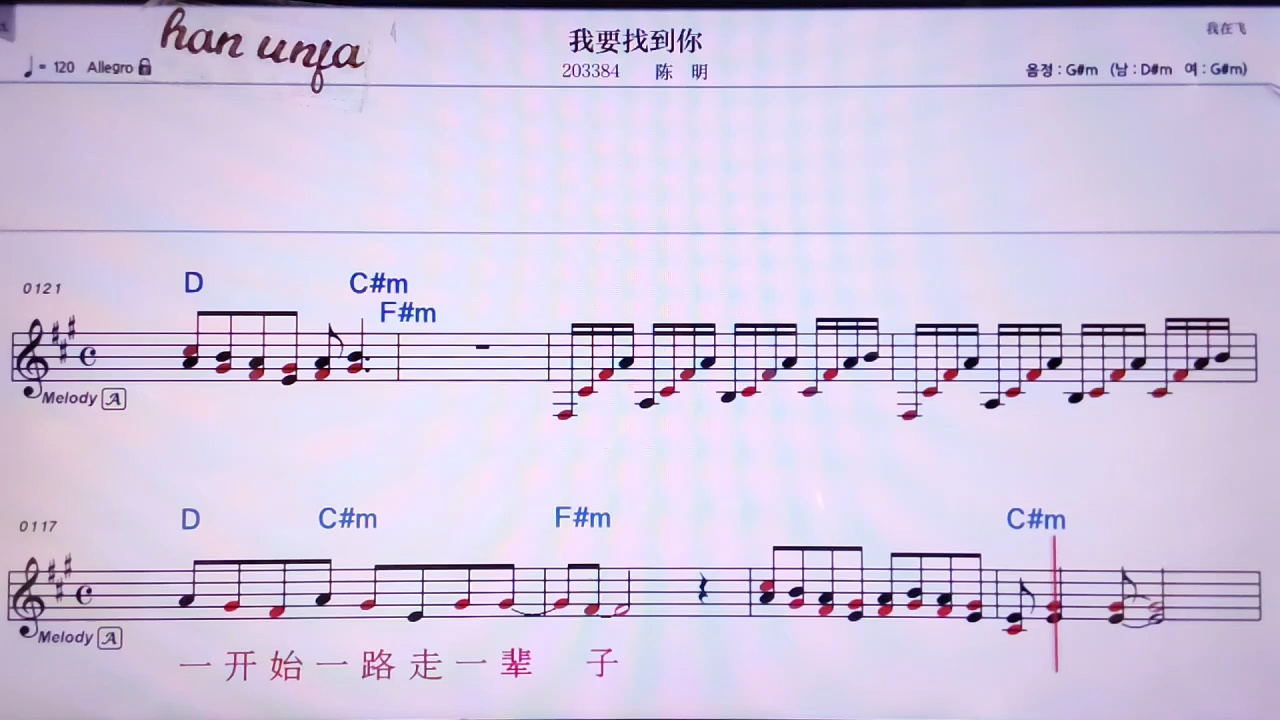 han unfa
我要找到你
我在飞
♩= 120 Allegro
203384 陈 明
음정 : G#m (남 : D#m 여 : G#m)
D C#m
F#m
0121
Melody A
D C#m F#m C#m
0117
Melody A
一 开 始 一 路 走 一 辈 子